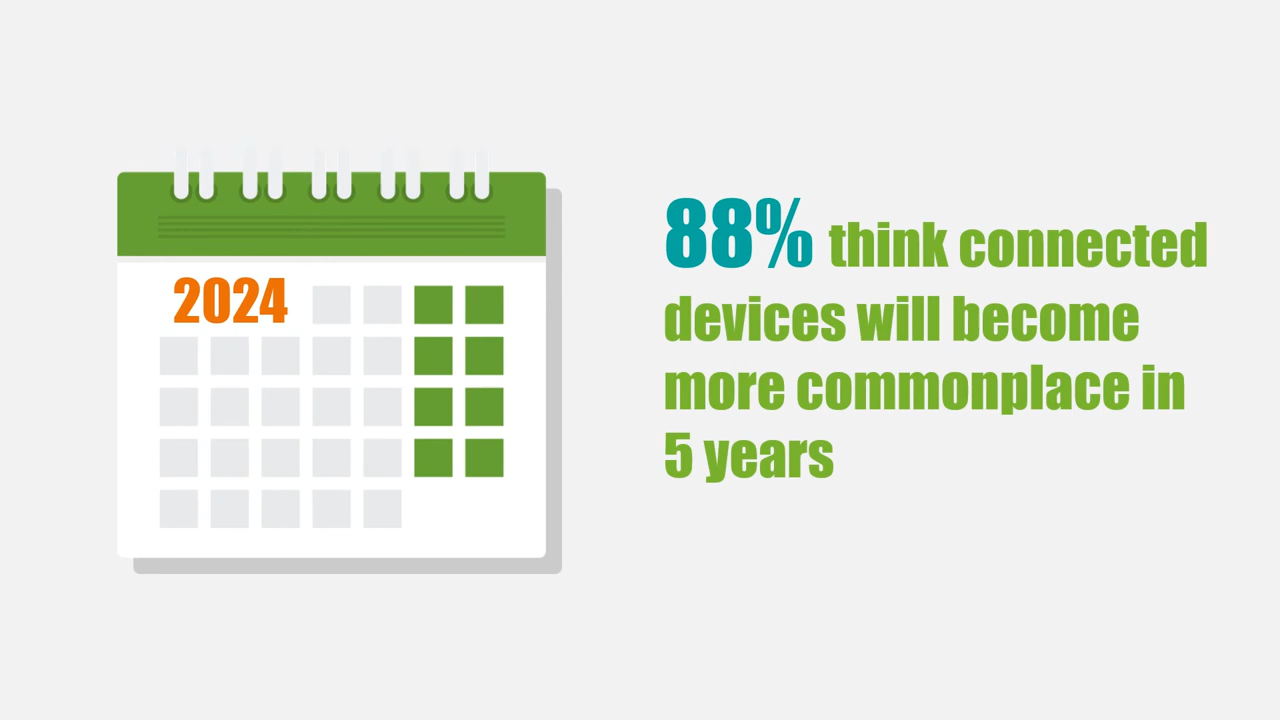 2024
88% think connected
devices will become
more commonplace in
5 years